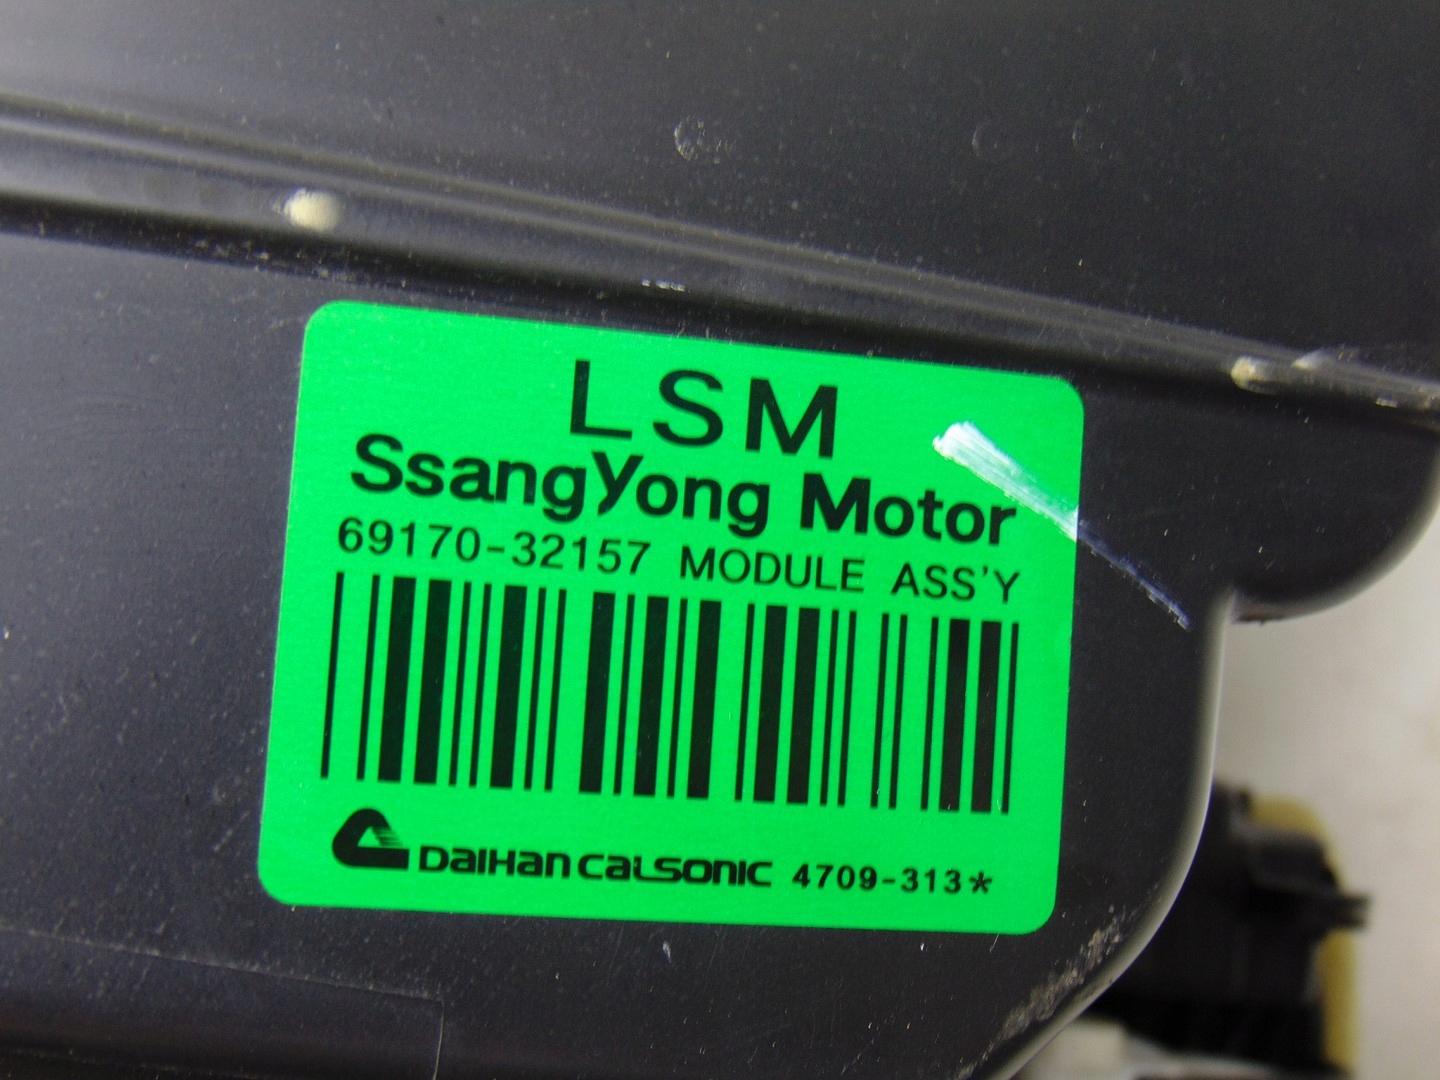 LSM
SsangYong Motor
69170-32157 MODULE ASS'Y
DAIHAN CALSONIC 4709-313*